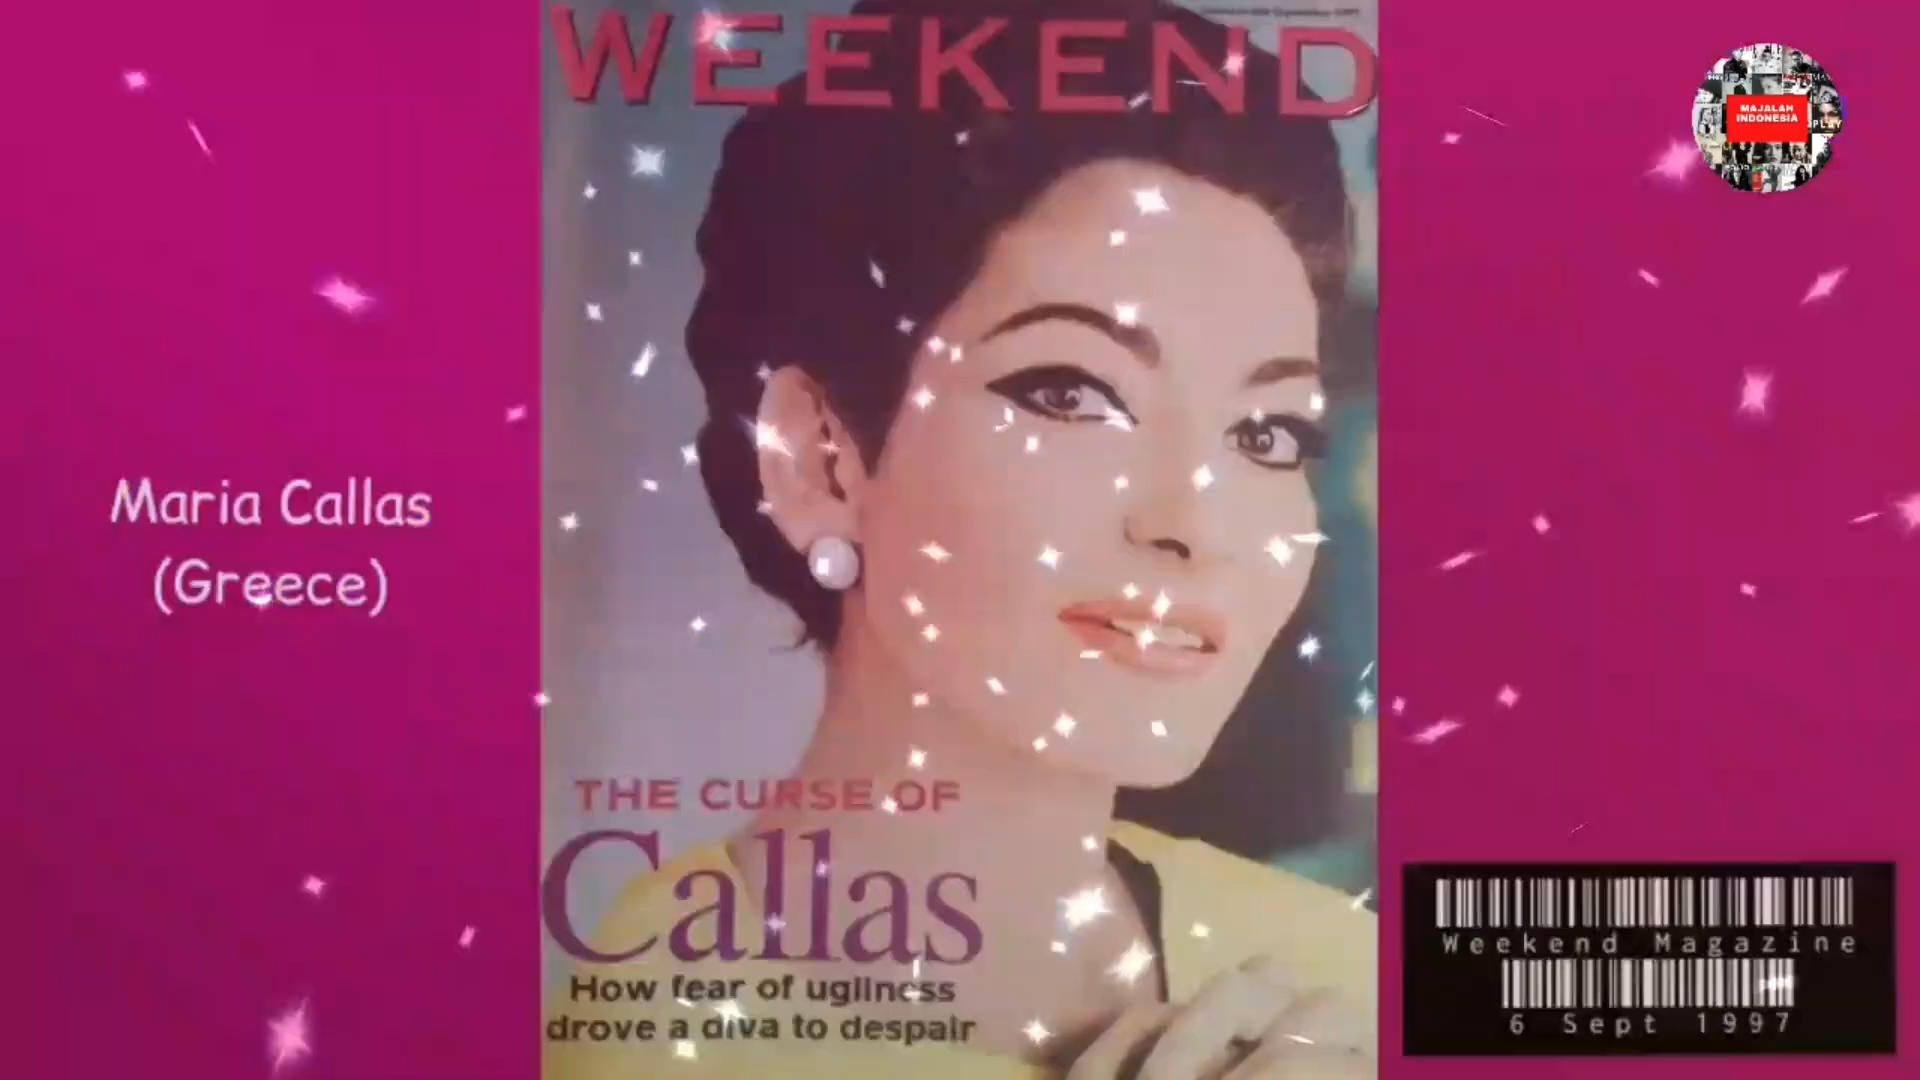 WEEKEND
MAJALAH
INDONESIA
PLAY
Maria Callas
(Greece)
THE CURSE OF
Callas
How fear of ugliness
drove a diva to despair
Weekend Magazine
6 Sept 1997